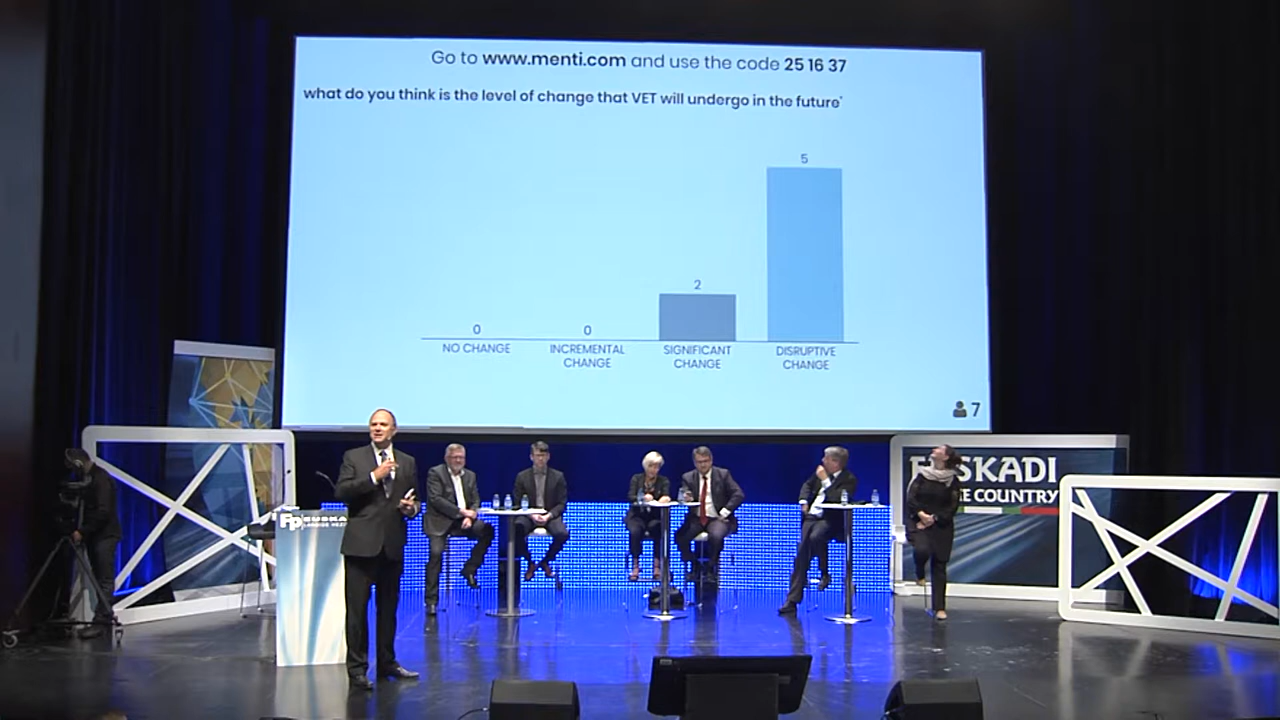 Go to www.menti.com and use the code 25 16 37
what do you think is the level of change that VET will undergo in the future'
5
2
0
0
NO CHANGE
INCREMENTAL
CHANGE
SIGNIFICANT
CHANGE
DISRUPTIVE
CHANGE
7
SKADI
COUNTRY
Fp EUSKA